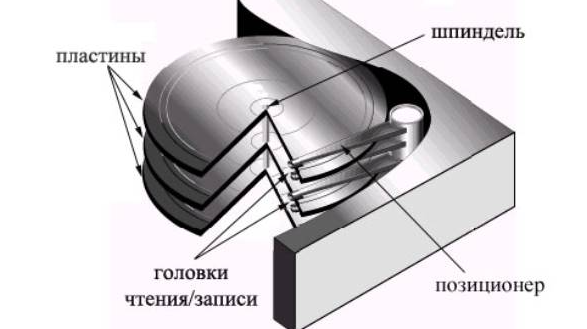 шпиндель
пластины
головки
чтения/записи
позиционер